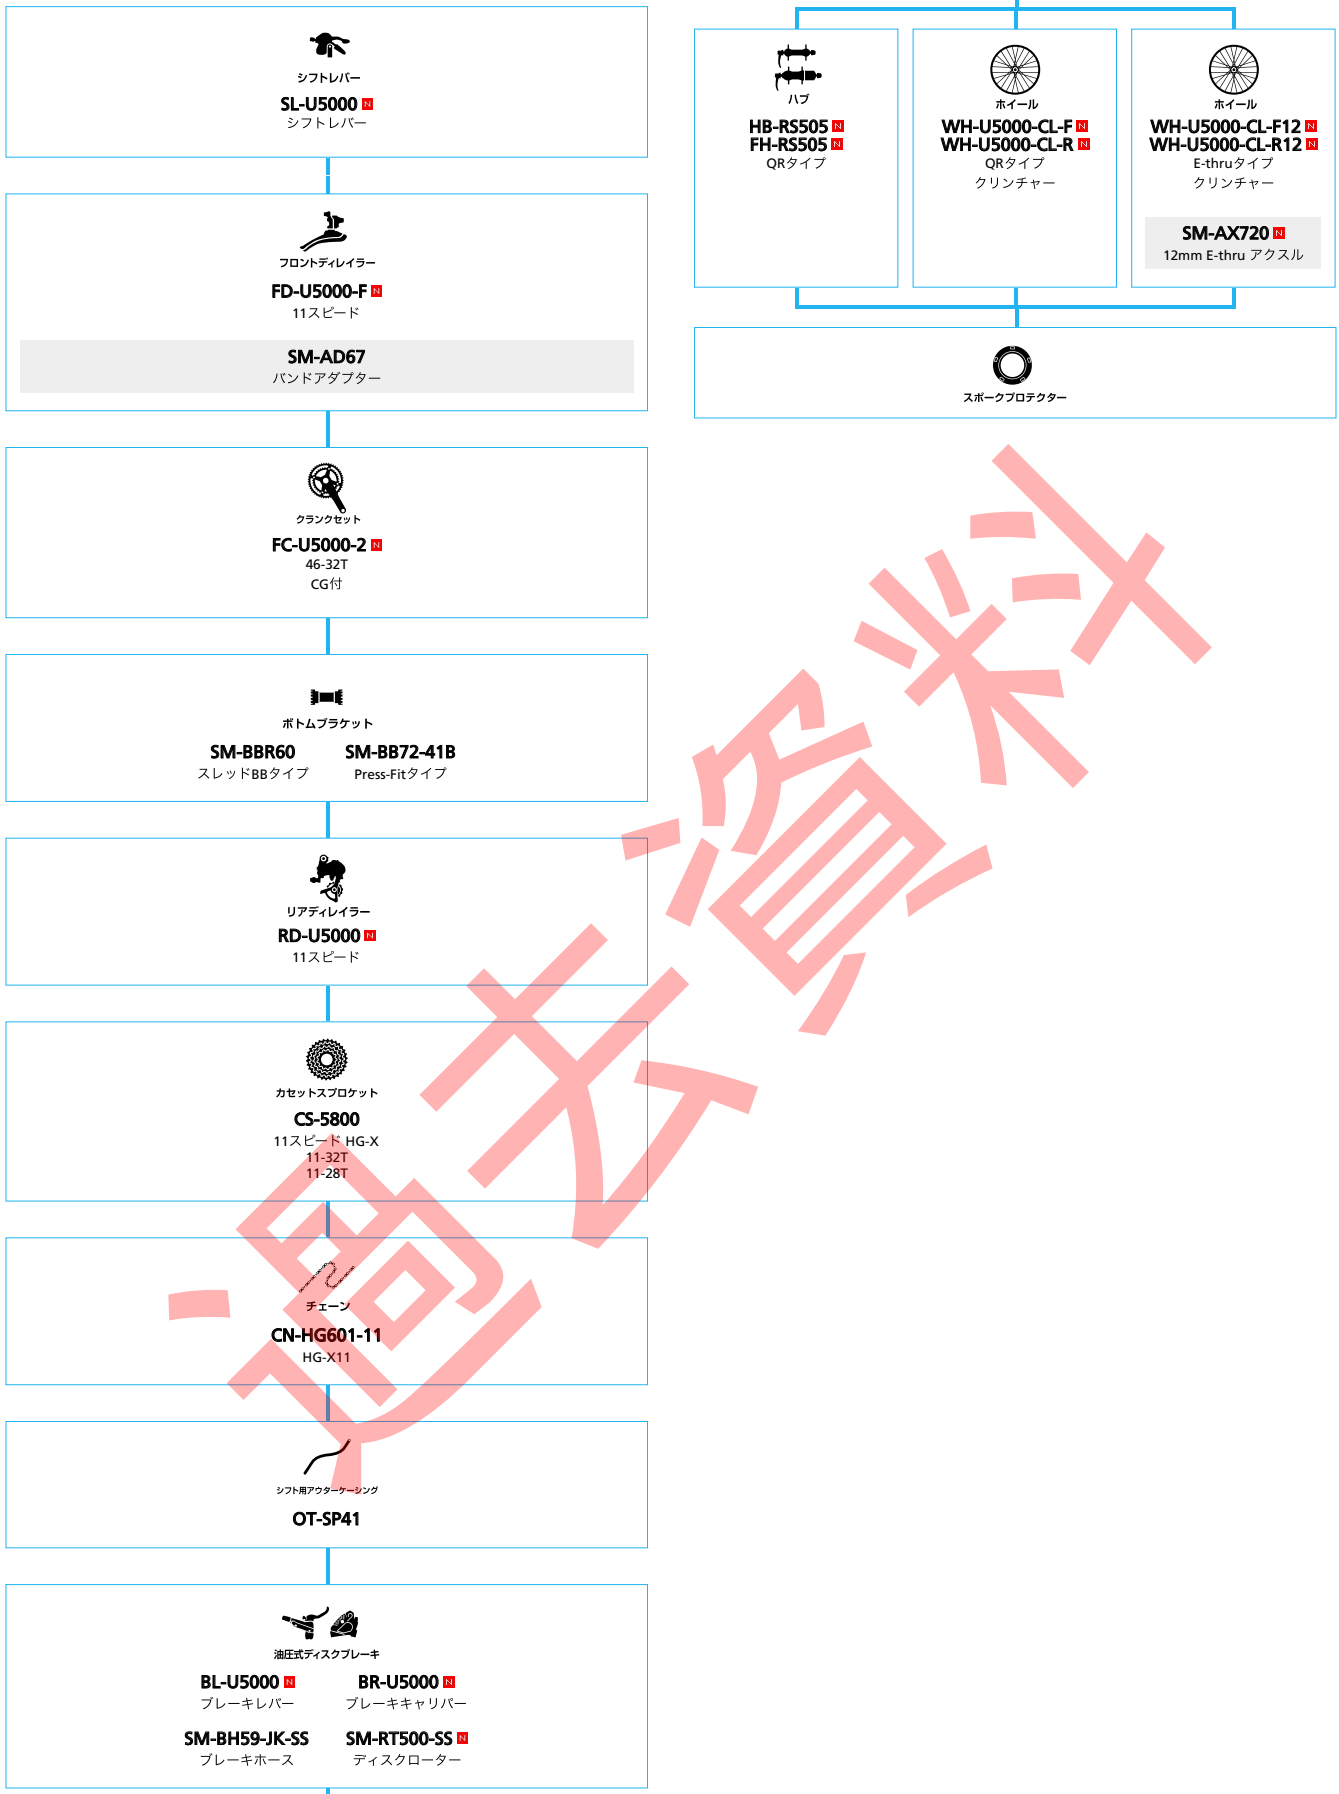 シフトレバー
SL-U5000 N
シフトレバー
フロントディレイラー
FD-U5000-F N
11スピード
SM-AD67
バンドアダプター
クランクセット
FC-U5000-2 N
46-32T
CG付
ボトムブラケット
SM-BBR60
スレッドBBタイプ
SM-BB72-41B
Press-Fitタイプ
リアディレイラー
RD-U5000 N
11スピード
カセットスプロケット
CS-5800
11スピード HG-X
11-32T
11-28T
チェーン
CN-HG601-11
HG-X11
シフト用アウターケーシング
OT-SP41
油圧式ディスクブレーキ
BL-U5000 N
ブレーキレバー
BR-U5000 N
ブレーキキャリパー
SM-BH59-JK-SS
ブレーキホース
SM-RT500-SS N
ディスクローター
ハブ
HB-RS505 N
FH-RS505 N
QRタイプ
ホイール
WH-U5000-CL-F N
WH-U5000-CL-R N
QRタイプ
クリンチャー
ホイール
WH-U5000-CL-F12 N
WH-U5000-CL-R12 N
E-thruタイプ
クリンチャー
SM-AX720 N
12mm E-thru アクスル
スポークプロテクター
過去資料